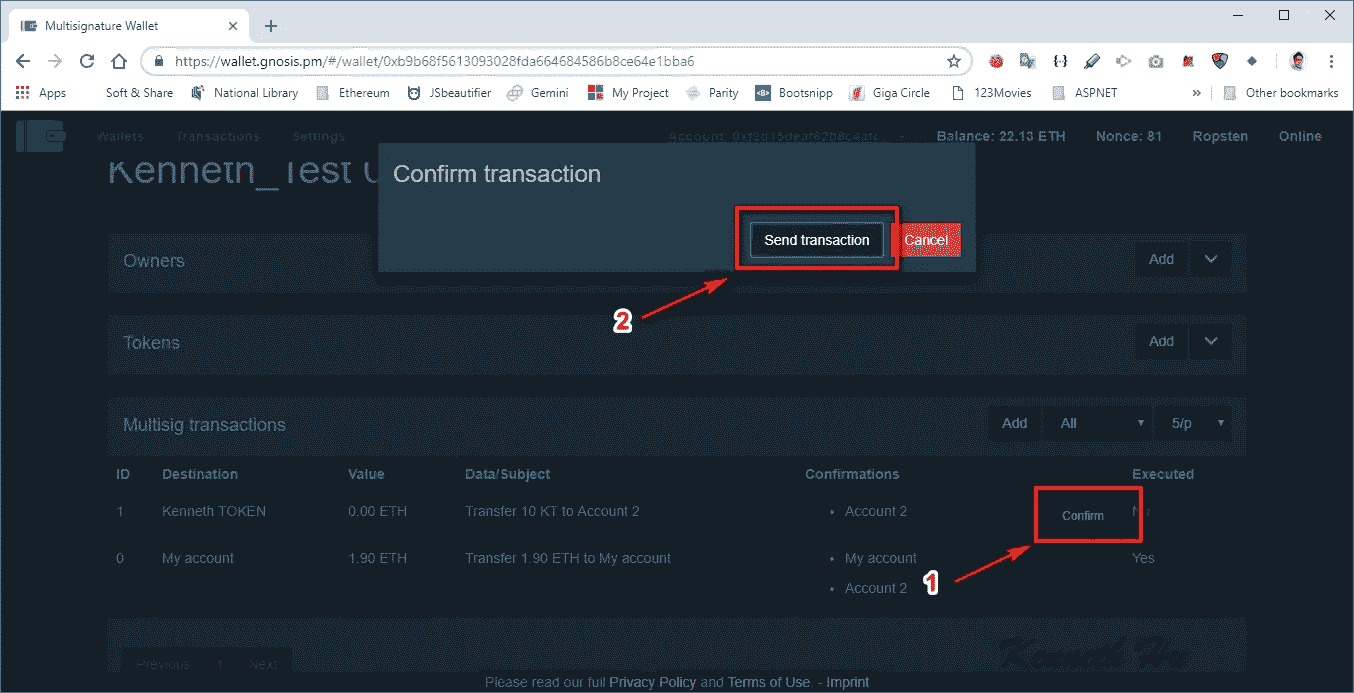 Multisignature Wallet
https://wallet.gnosis.pm/#/wallet/0xb9b68f5613093028fda664684586b8ce64e1bba6
Apps Soft & Share National Library Ethereum JSbeautifier Gemini My Project Parity Bootsnipp Giga Circle 123Movies ASPNET » Other bookmarks
Wallets Transactions Settings Account: Balance: 22.13 ETH Nonce: 81 Ropsten Online
Kenneth_Test
Confirm transaction
Send transaction Cancel
Owners Add
Tokens Add
2
Multisig transactions Add All 5/p
ID Destination Value Data/Subject Confirmations Executed
1 Kenneth TOKEN 0.00 ETH Transfer 10 KT to Account 2 • Account 2 Confirm
0 My account 1.90 ETH Transfer 1.90 ETH to My account • My account Yes
• Account 2
1
Previous 1 Next
Please read our full Privacy Policy and Terms of Use. - Imprint